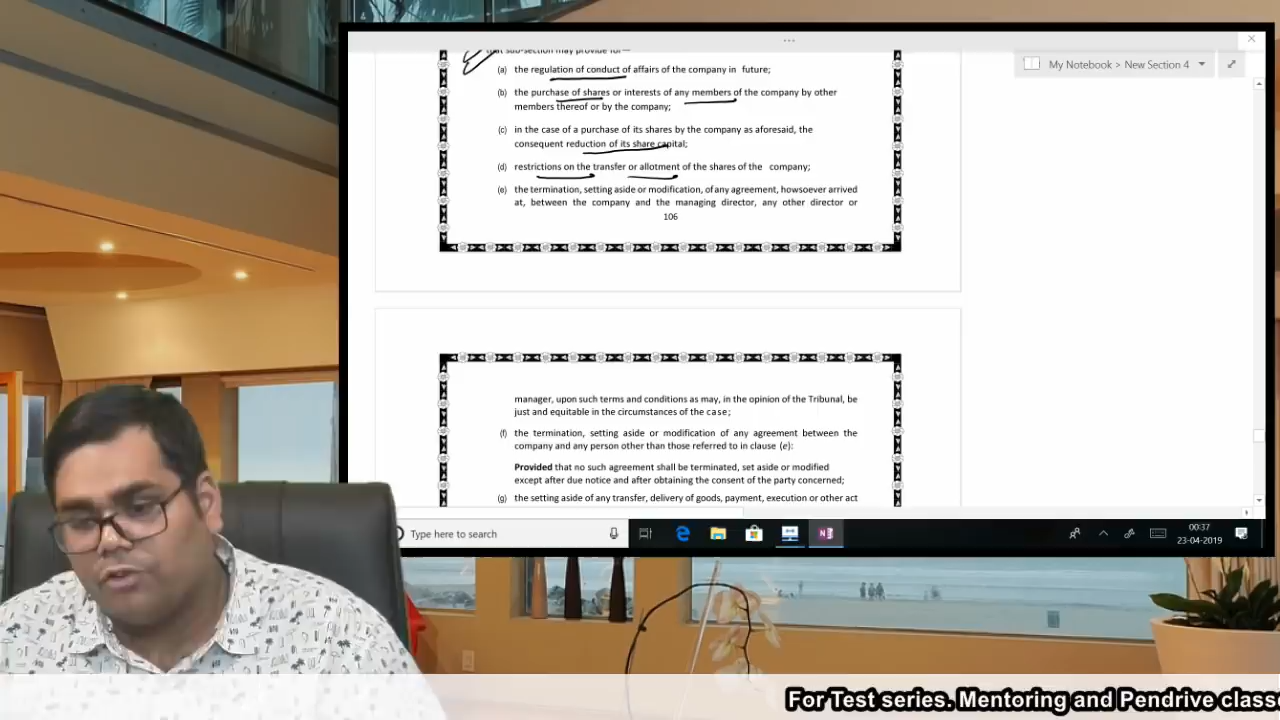 that sub-section may provide for—
(a) the regulation of conduct of affairs of the company in future;
(b) the purchase of shares or interests of any members of the company by other
members thereof or by the company;
(c) in the case of a purchase of its shares by the company as aforesaid, the
consequent reduction of its share capital;
(d) restrictions on the transfer or allotment of the shares of the company;
(e) the termination, setting aside or modification, of any agreement, howsoever arrived
at, between the company and the managing director, any other director or
106
manager, upon such terms and conditions as may, in the opinion of the Tribunal, be
just and equitable in the circumstances of the case;
(f) the termination, setting aside or modification of any agreement between the
company and any person other than those referred to in clause (e):
Provided that no such agreement shall be terminated, set aside or modified
except after due notice and after obtaining the consent of the party concerned;
(g) the setting aside of any transfer, delivery of goods, payment, execution or other act
My Notebook > New Section 4
Type here to search
00:37
23-04-2019
For Test series. Mentoring and Pendrive class